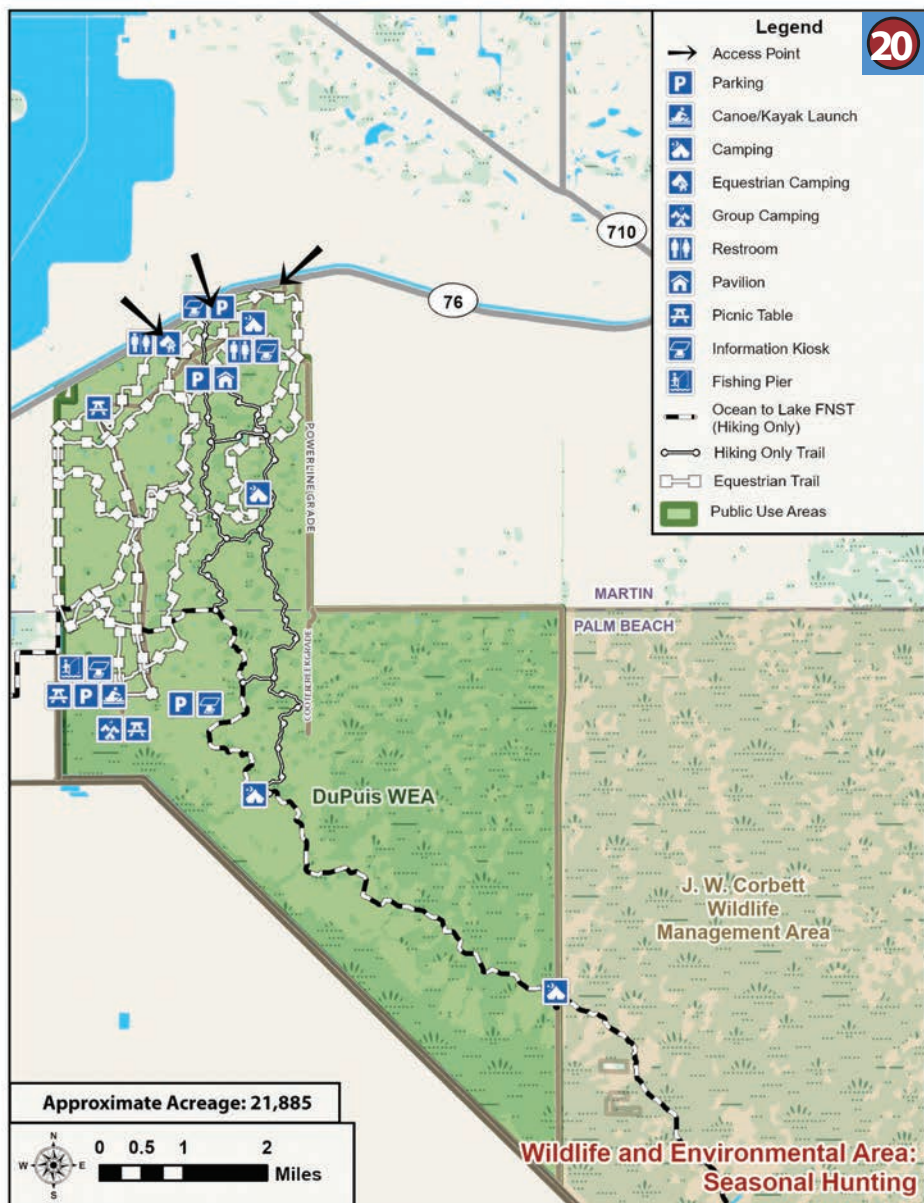 Legend
20
Access Point
P Parking
Canoe/Kayak Launch
Camping
Equestrian Camping
Group Camping
Restroom
Pavilion
Picnic Table
Information Kiosk
Fishing Pier
Ocean to Lake FNST
(Hiking Only)
Hiking Only Trail
Equestrian Trail
Public Use Areas
710
76
P
P
POWERLINE GRADE
MARTIN
PALM BEACH
COOTER CREEK GRADE
P
P
DuPuis WEA
J. W. Corbett
Wildlife
Management Area
Approximate Acreage: 21,885
N
W E
S
0 0.5 1 2
Miles
Wildlife and Environmental Area:
Seasonal Hunting